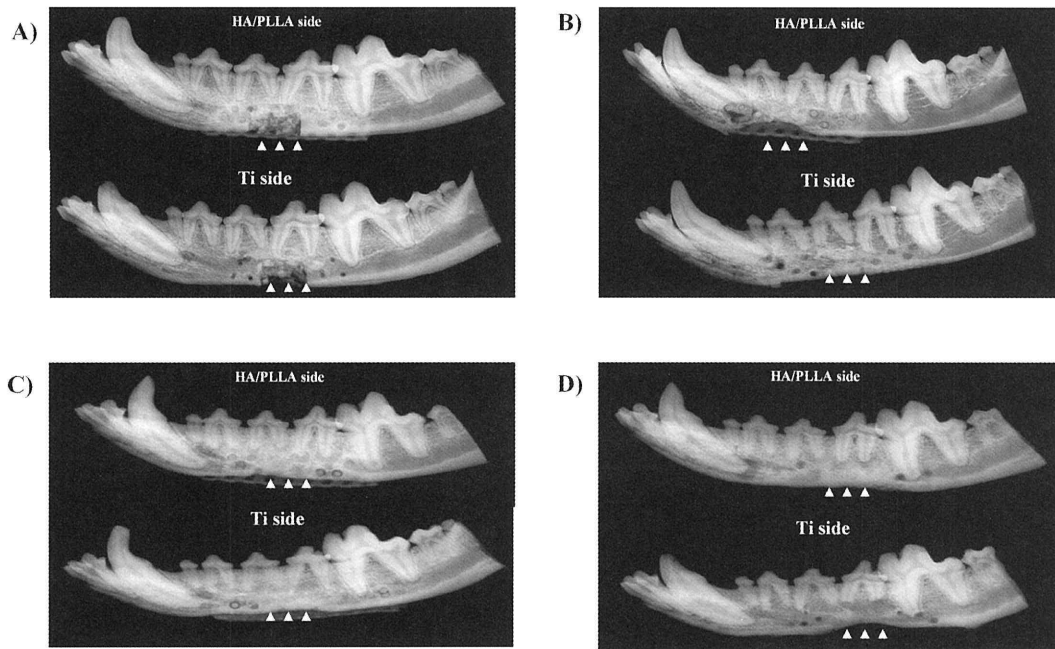 A)
HA/PLLA side
Ti side
B)
HA/PLLA side
Ti side
C)
HA/PLLA side
Ti side
D)
HA/PLLA side
Ti side